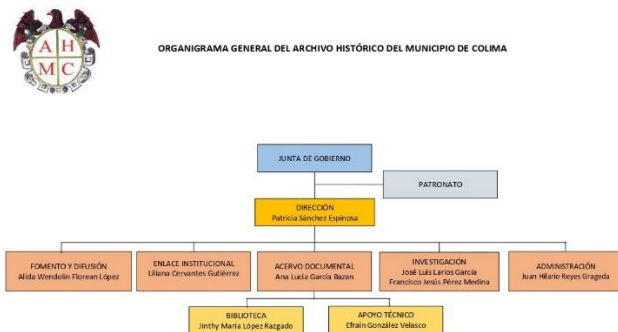 A H
M C
ORGANIGRAMA GENERAL DEL ARCHIVO HISTÓRICO DEL MUNICIPIO DE COLIMA
JUNTA DE GOBIERNO
PATRONATO
DIRECCIÓN
Patricia Sánchez Espinosa
FOMENTO Y DIFUSIÓN
Alida Wendolin Florean López
ENLACE INSTITUCIONAL
Liliana Cervantes Gutiérrez
ACERVO DOCUMENTAL
Ana Lucía García Bazan
INVESTIGACIÓN
José Luis Larios García
Francisco Jesús Pérez Medina
ADMINISTRACIÓN
Juan Hilario Reyes Grageda
BIBLIOTECA
Jinthy María López Razgado
APOYO TÉCNICO
Efraín González Velasco